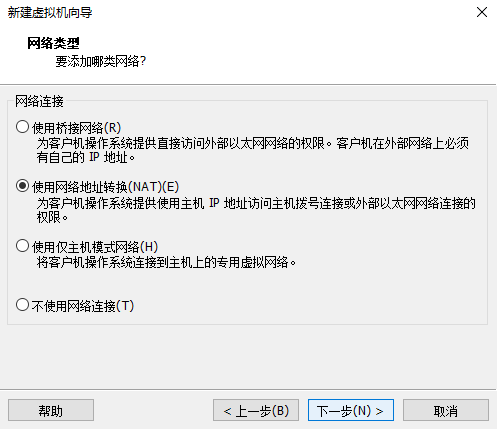 新建虚拟机向导
网络类型
要添加哪类网络?
网络连接
使用桥接网络(R)
为客户机操作系统提供直接访问外部以太网网络的权限。客户机在外部网络上必须
有自己的 IP 地址。
使用网络地址转换(NAT)(E)
为客户机操作系统提供使用主机 IP 地址访问主机拨号连接或外部以太网网络连接的
权限。
使用仅主机模式网络(H)
将客户机操作系统连接到主机上的专用虚拟网络。
不使用网络连接(T)
帮助
< 上一步(B)
下一步(N) >
取消